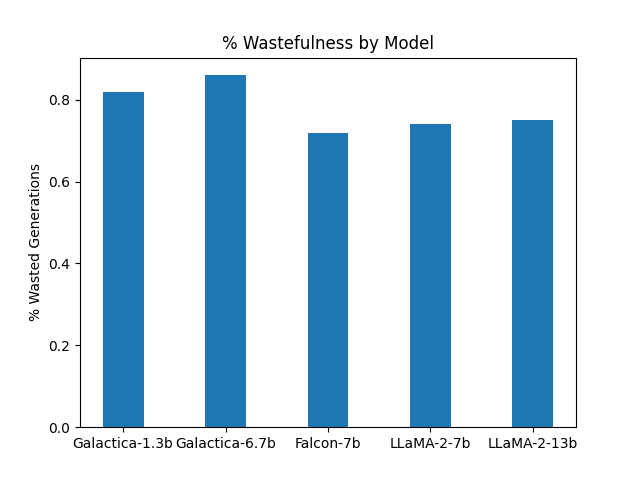 % Wastefulness by Model
% Wasted Generations
0.8
0.6
0.4
0.2
0.0
Galactica-1.3b Galactica-6.7b Falcon-7b LLaMA-2-7b LLaMA-2-13b